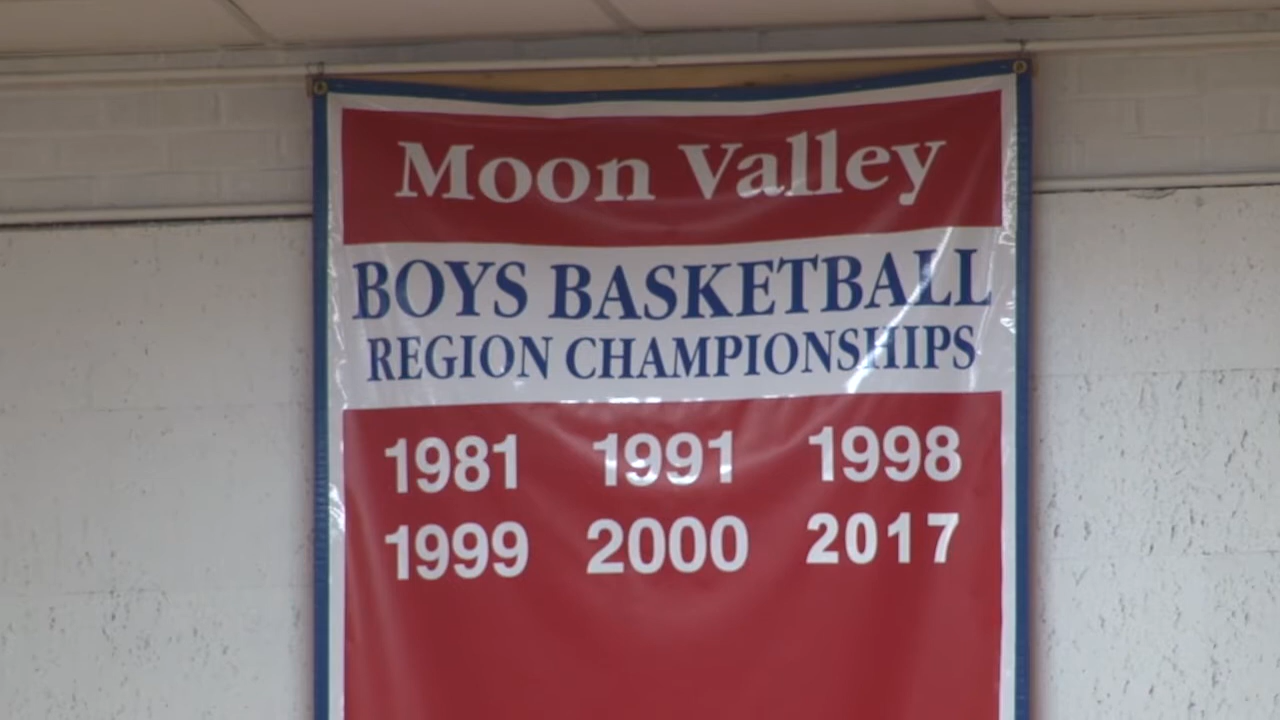 Moon Valley
BOYS BASKETBALL
REGION CHAMPIONSHIPS
1981 1991 1998
1999 2000 2017